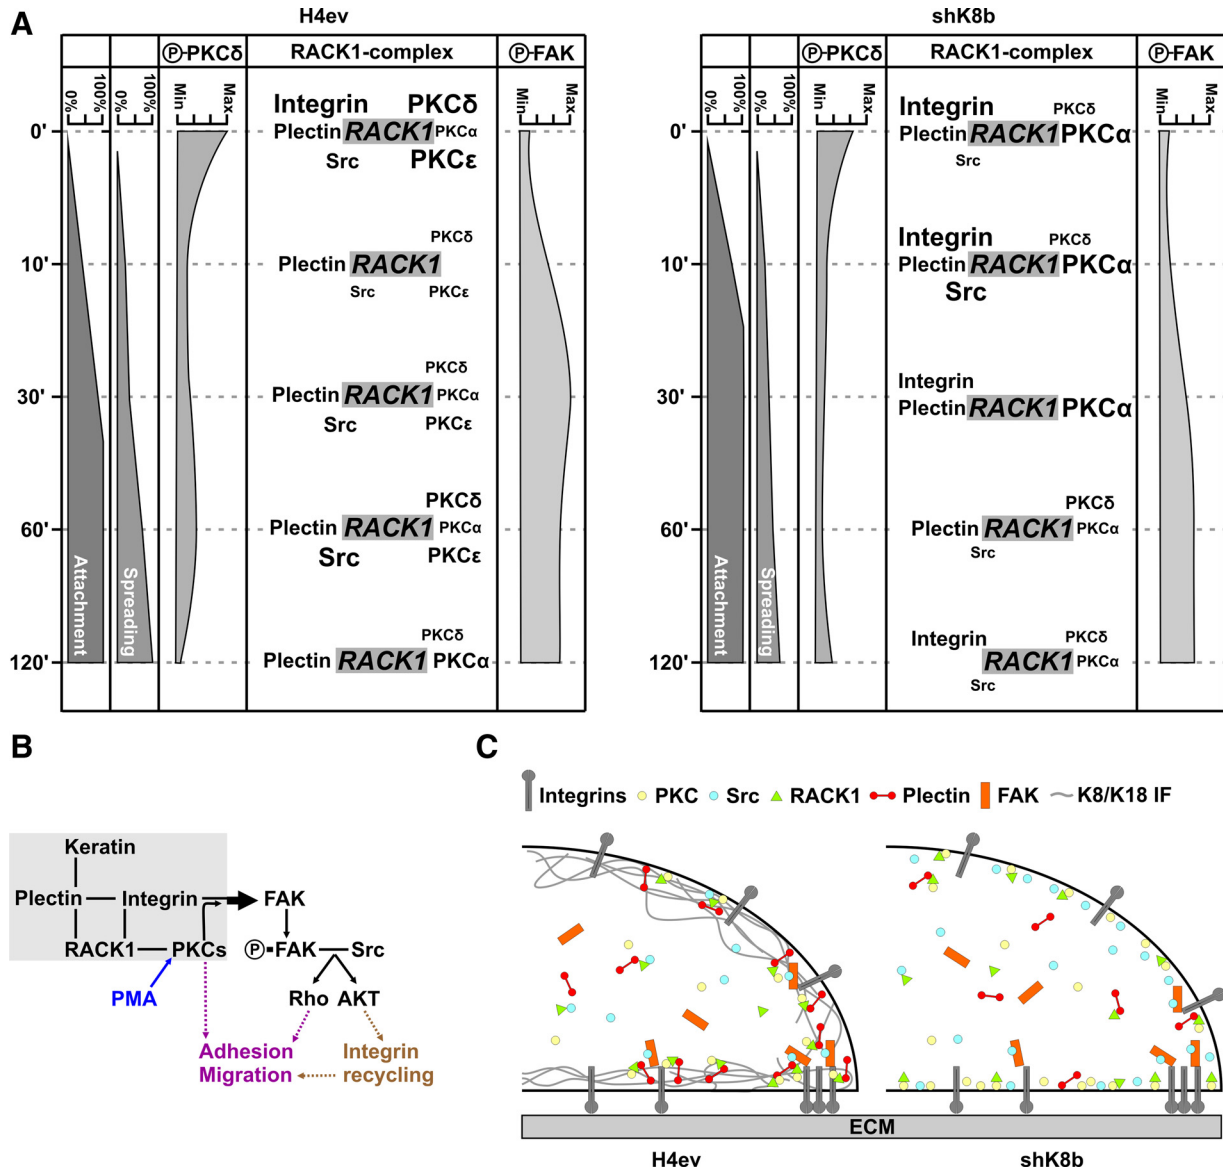 A
H4ev
shK8b
Ⓟ-PKCδ RACK1-complex Ⓟ-FAK
Ⓟ-PKCδ RACK1-complex Ⓟ-FAK
0% 100% 0% 100% Min Max Min Max
0% 100% 0% 100% Min Max Min Max
0'
Integrin PKCδ
Plectin RACK1 PKCα
Src PKCε
10'
PKCδ
Plectin RACK1
Src PKCε
30'
PKCδ
Plectin RACK1 PKCα
Src PKCε
60'
PKCδ
Plectin RACK1 PKCα
Src PKCε
120'
PKCδ
Plectin RACK1 PKCα
Attachment
Spreading
0'
Integrin PKCδ
Plectin RACK1 PKCα
Src
10'
Integrin PKCδ
Plectin RACK1 PKCα
Src
30'
Integrin
Plectin RACK1 PKCα
60'
PKCδ
Plectin RACK1 PKCα
Src
120'
Integrin PKCδ
RACK1 PKCα
Src
Attachment
Spreading
B
Keratin
Plectin Integrin FAK
RACK1 PKCs Ⓟ-FAK Src
PMA Rho AKT
Adhesion Integrin
Migration recycling
C
Integrins PKC Src RACK1 Plectin FAK K8/K18 IF
ECM
H4ev shK8b